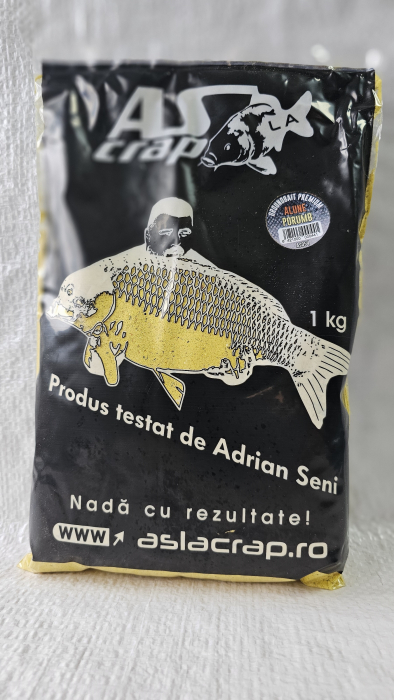 AS
LA
crap
GROUNDBAIT PREMIUM
ALUNE
PORUMB
1 kg
Produs testat de Adrian Seni
Nadă cu rezultate!
www aslacrap.ro